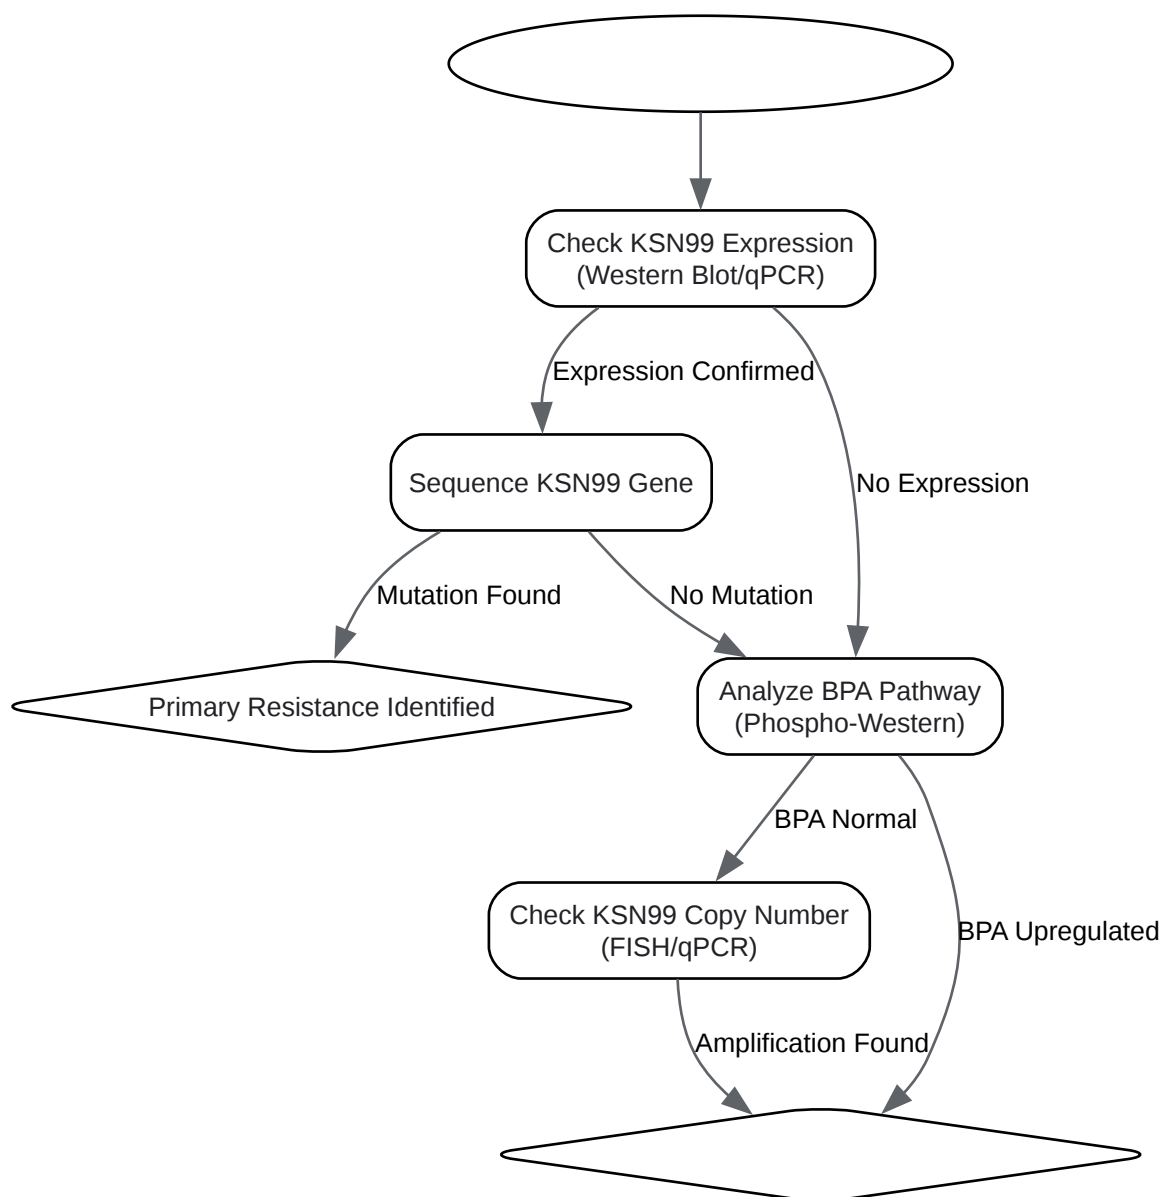 Check KSN99 Expression
(Western Blot/qPCR)
Expression Confirmed
Sequence KSN99 Gene
No Expression
Mutation Found
No Mutation
Primary Resistance Identified
Analyze BPA Pathway
(Phospho-Western)
BPA Normal
Check KSN99 Copy Number
(FISH/qPCR)
BPA Upregulated
Amplification Found